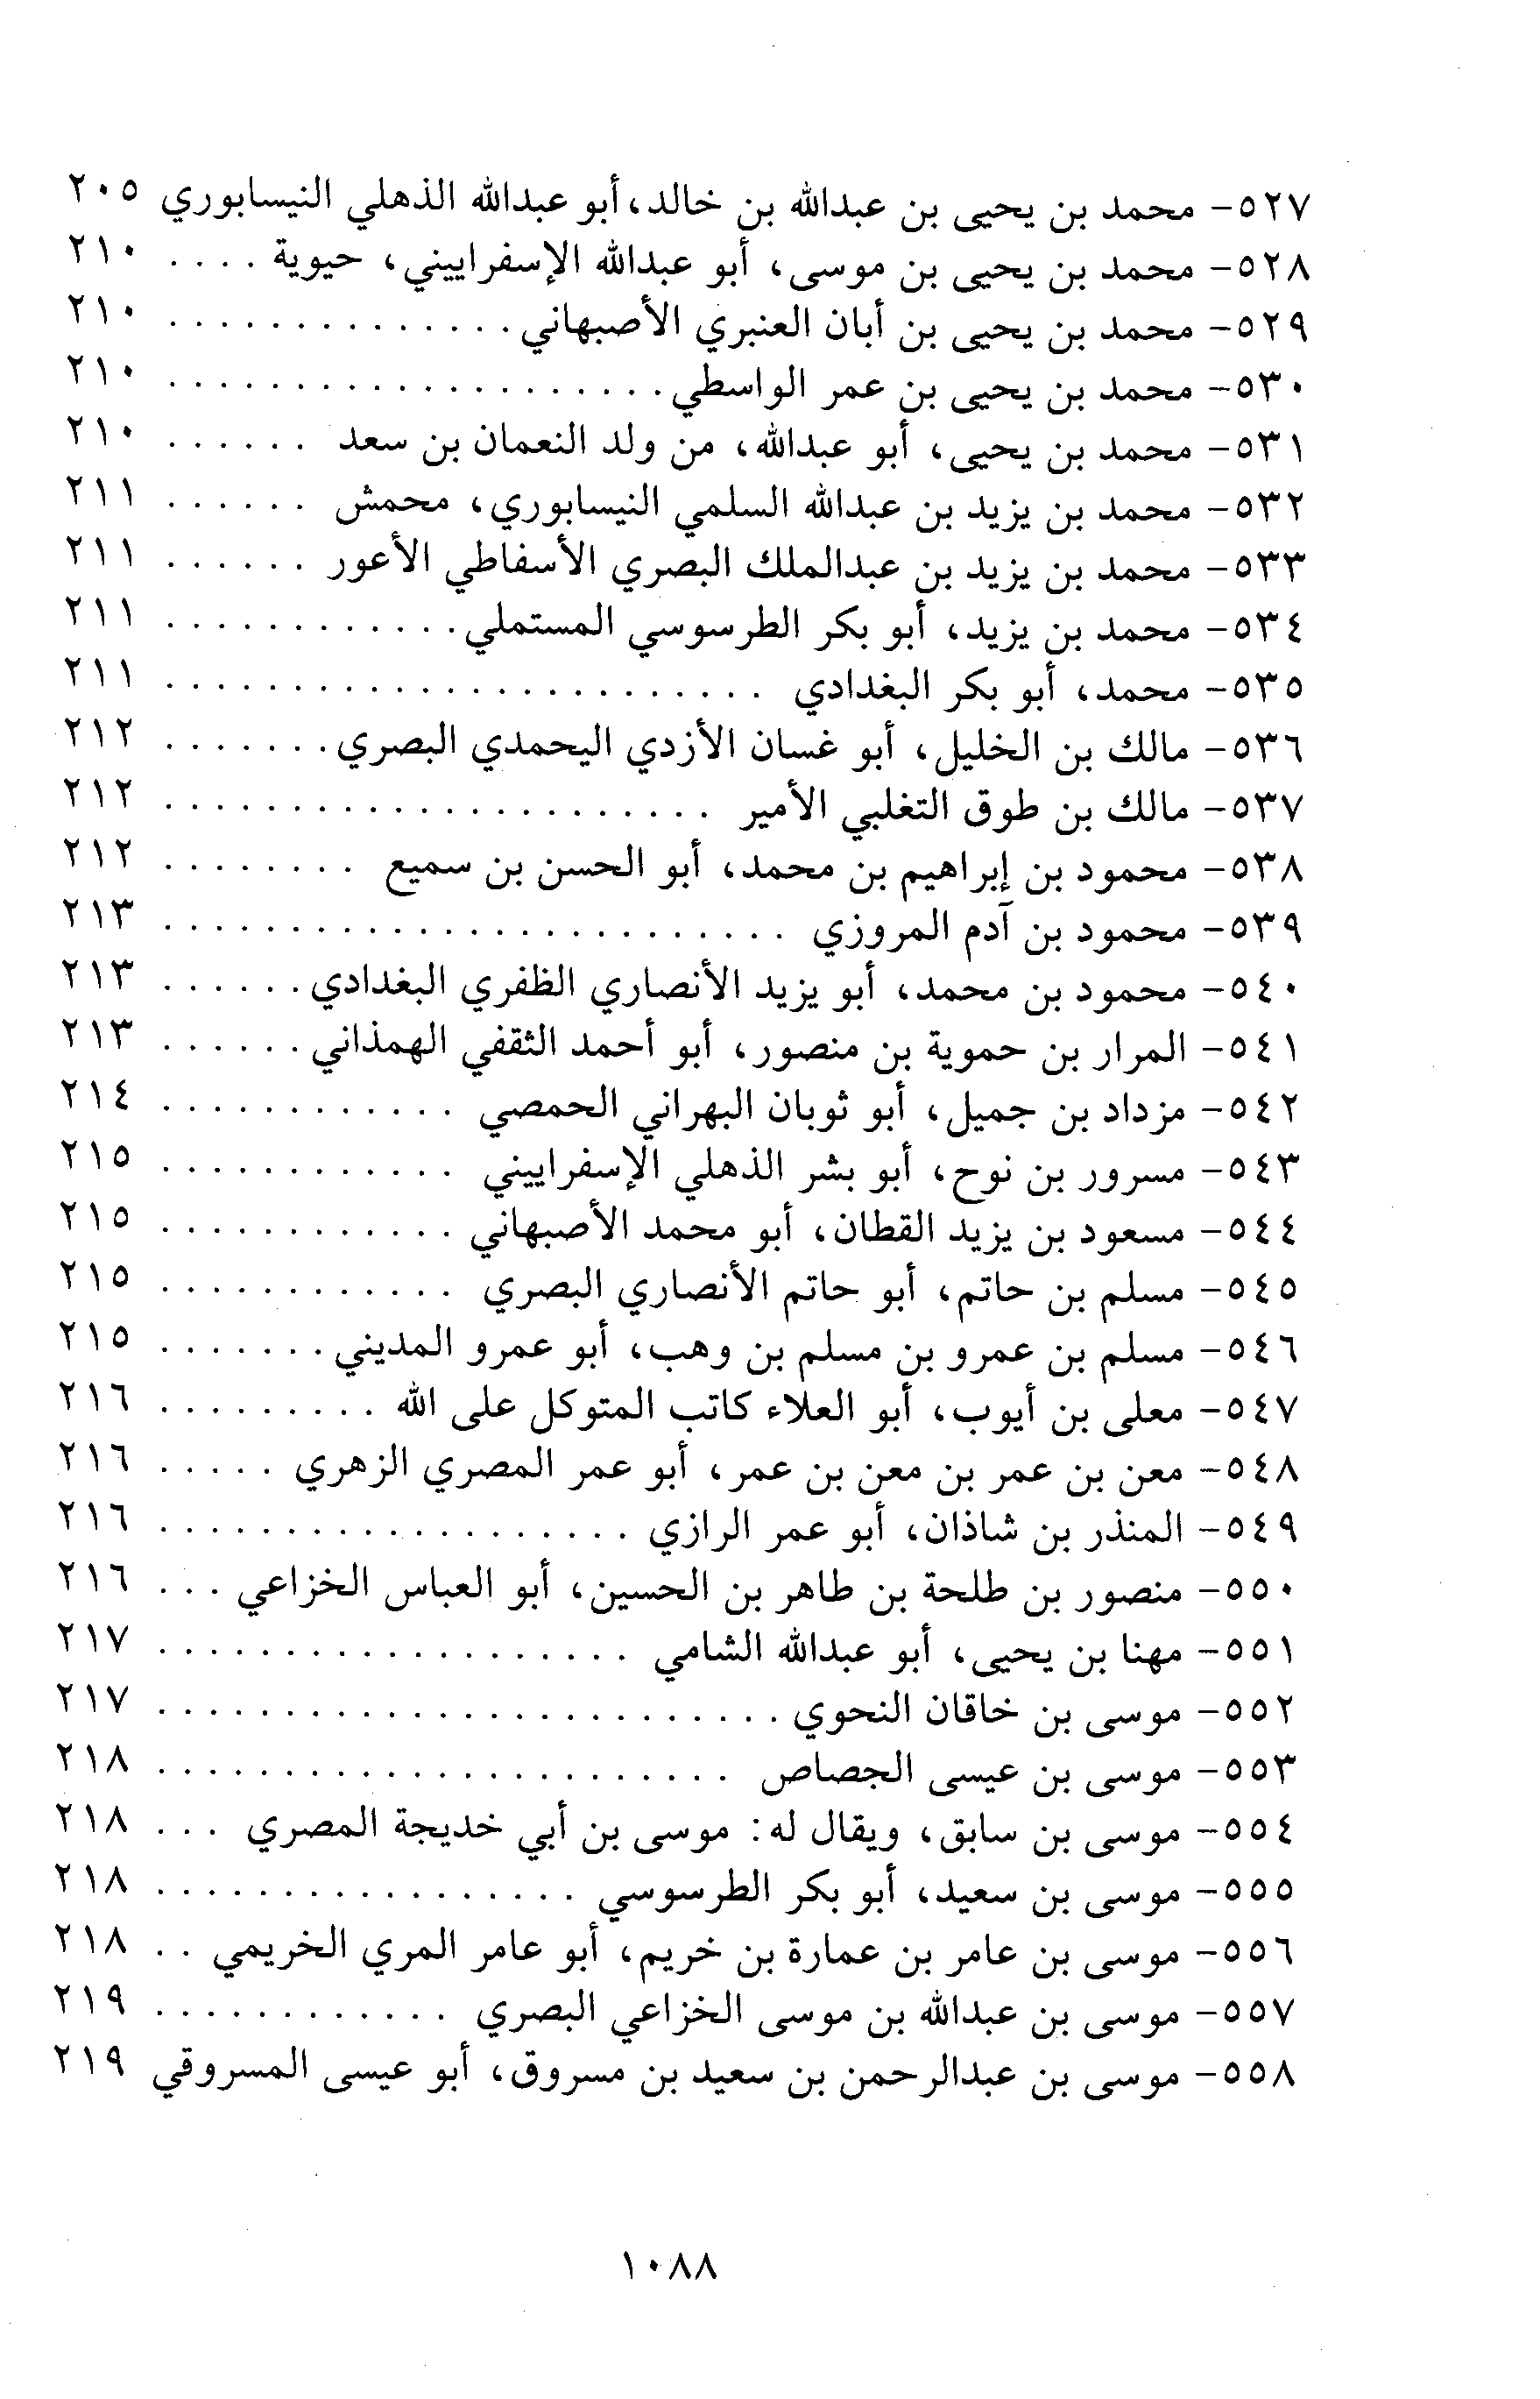 ٥٢٧- محمد بن يحيى بن عبدالله بن خالد، أبو عبدالله الذهلي النيسابوري ٢٠٥
٥٢٨- محمد بن يحيى بن موسى، أبو عبدالله الإسفراييني، حيوية . . . . ٢١٠
٥٢٩- محمد بن يحيى بن أبان العنبري الأصبهاني . . . . . . . . . . . . . . ٢١٠
٥٣٠- محمد بن يحيى بن عمر الواسطي . . . . . . . . . . . . . . . . . . . . ٢١٠
٥٣١- محمد بن يحيى، أبو عبدالله، من ولد النعمان بن سعد . . . . . . ٢١٠
٥٣٢- محمد بن يزيد بن عبدالله السلمي النيسابوري، محمش . . . . . . ٢١١
٥٣٣- محمد بن يزيد بن عبدالملك البصري الأسفاطي الأعور . . . . . . ٢١١
٥٣٤- محمد بن يزيد، أبو بكر الطرسوسي المستملي . . . . . . . . . . . . ٢١١
٥٣٥- محمد، أبو بكر البغدادي . . . . . . . . . . . . . . . . . . . . . . . . ٢١١
٥٣٦- مالك بن الخليل، أبو غسان الأزدي اليحمدي البصري . . . . . . . ٢١٢
٥٣٧- مالك بن طوق التغلبي الأمير . . . . . . . . . . . . . . . . . . . . . . ٢١٢
٥٣٨- محمود بن إبراهيم بن محمد، أبو الحسن بن سميع . . . . . . . . ٢١٢
٥٣٩- محمود بن آدم المروزي . . . . . . . . . . . . . . . . . . . . . . . . . ٢١٣
٥٤٠- محمود بن محمد، أبو يزيد الأنصاري الظفري البغدادي . . . . . . ٢١٣
٥٤١- المرار بن حموية بن منصور، أبو أحمد الثقفي الهمذاني . . . . . . ٢١٣
٥٤٢- مزداد بن جميل، أبو ثوبان البهراني الحمصي . . . . . . . . . . . . ٢١٤
٥٤٣- مسرور بن نوح، أبو بشر الذهلي الإسفراييني . . . . . . . . . . . . ٢١٥
٥٤٤- مسعود بن يزيد القطان، أبو محمد الأصبهاني . . . . . . . . . . . . ٢١٥
٥٤٥- مسلم بن حاتم، أبو حاتم الأنصاري البصري . . . . . . . . . . . . ٢١٥
٥٤٦- مسلم بن عمرو بن مسلم بن وهب، أبو عمرو المديني . . . . . . . ٢١٥
٥٤٧- معلى بن أيوب، أبو العلاء كاتب المتوكل على الله . . . . . . . . . ٢١٦
٥٤٨- معن بن عمر بن معن بن عمر، أبو عمر المصري الزهري . . . . . ٢١٦
٥٤٩- المنذر بن شاذان، أبو عمر الرازي . . . . . . . . . . . . . . . . . . . ٢١٦
٥٥٠- منصور بن طلحة بن طاهر بن الحسين، أبو العباس الخزاعي . . . ٢١٦
٥٥١- مهنا بن يحيى، أبو عبدالله الشامي . . . . . . . . . . . . . . . . . . . ٢١٧
٥٥٢- موسى بن خاقان النحوي . . . . . . . . . . . . . . . . . . . . . . . . . ٢١٧
٥٥٣- موسى بن عيسى الجصاص . . . . . . . . . . . . . . . . . . . . . . . ٢١٨
٥٥٤- موسى بن سابق، ويقال له: موسى بن أبي خديجة المصري . . . ٢١٨
٥٥٥- موسى بن سعيد، أبو بكر الطرسوسي . . . . . . . . . . . . . . . . . ٢١٨
٥٥٦- موسى بن عامر بن عمارة بن خريم، أبو عامر المري الخريمي . . ٢١٨
٥٥٧- موسى بن عبدالله بن موسى الخزاعي البصري . . . . . . . . . . . . ٢١٩
٥٥٨- موسى بن عبدالرحمن بن سعيد بن مسروق، أبو عيسى المسروقي ٢١٩
١٠٨٨